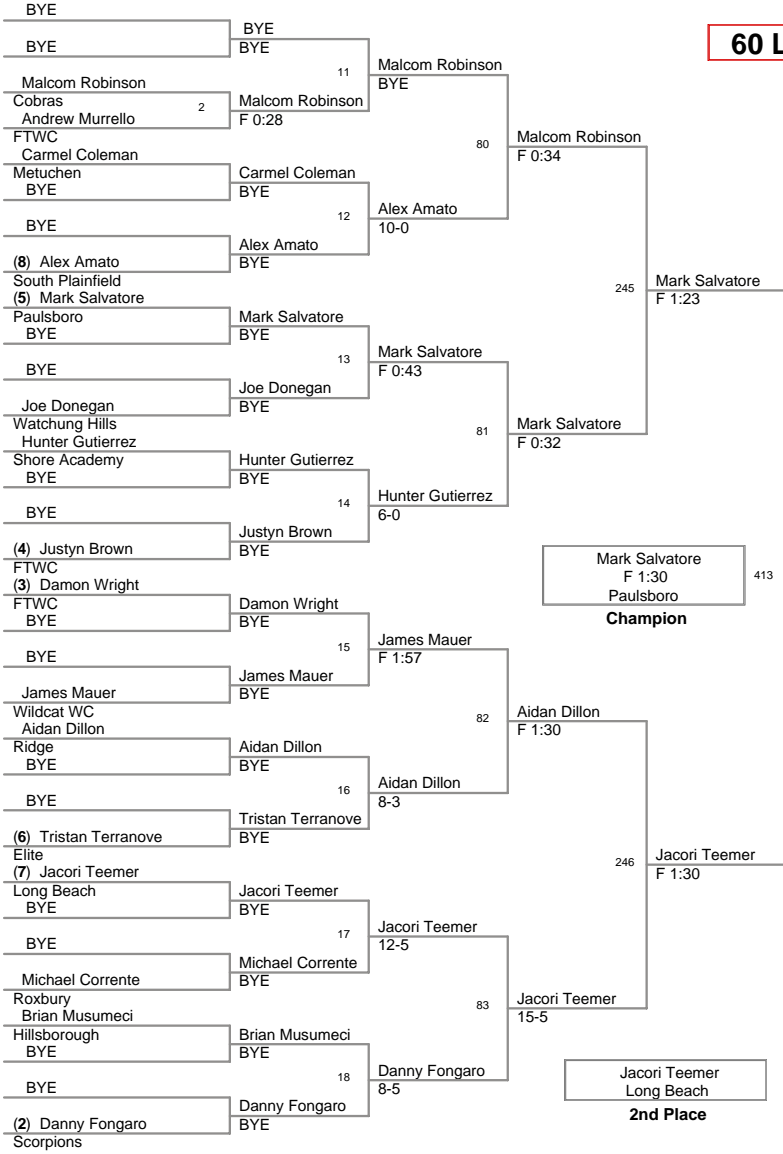 BYE
BYE
BYE
BYE
60 L
11
Malcom Robinson
BYE
Malcom Robinson
Cobras
2
Malcom Robinson
F 0:28
Andrew Murrello
FTWC
80
Malcom Robinson
F 0:34
Carmel Coleman
Metuchen
Carmel Coleman
BYE
BYE
12
Alex Amato
10-0
BYE
Alex Amato
BYE
(8) Alex Amato
South Plainfield
245
Mark Salvatore
F 1:23
(5) Mark Salvatore
Paulsboro
Mark Salvatore
BYE
BYE
13
Mark Salvatore
F 0:43
BYE
Joe Donegan
BYE
Joe Donegan
Watchung Hills
81
Mark Salvatore
F 0:32
Hunter Gutierrez
Shore Academy
Hunter Gutierrez
BYE
BYE
14
Hunter Gutierrez
6-0
BYE
Justyn Brown
BYE
(4) Justyn Brown
FTWC
Mark Salvatore
F 1:30
Paulsboro
413
Champion
(3) Damon Wright
FTWC
Damon Wright
BYE
BYE
15
James Mauer
F 1:57
BYE
James Mauer
BYE
James Mauer
Wildcat WC
82
Aidan Dillon
F 1:30
Aidan Dillon
Ridge
Aidan Dillon
BYE
BYE
16
Aidan Dillon
8-3
BYE
Tristan Terranove
BYE
(6) Tristan Terranove
Elite
246
Jacori Teemer
F 1:30
(7) Jacori Teemer
Long Beach
Jacori Teemer
BYE
BYE
17
Jacori Teemer
12-5
BYE
Michael Corrente
BYE
Michael Corrente
Roxbury
83
Jacori Teemer
15-5
Brian Musumeci
Hillsborough
Brian Musumeci
BYE
BYE
18
Danny Fongaro
8-5
BYE
Danny Fongaro
BYE
(2) Danny Fongaro
Scorpions
Jacori Teemer
Long Beach
2nd Place